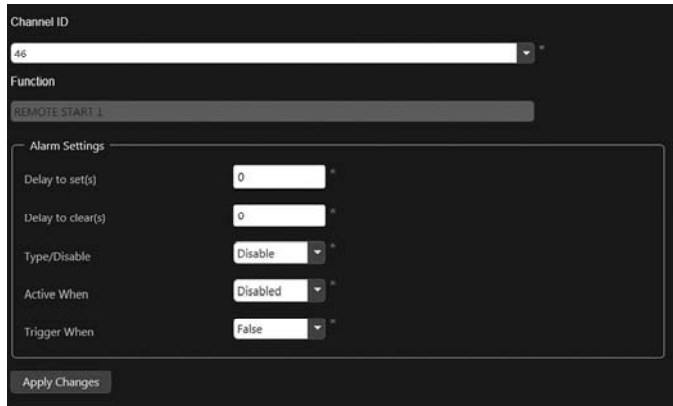 Channel ID
46 *
Function
REMOTE START 1
Alarm Settings
Delay to set(s) 0 *
Delay to clear(s) 0 *
Type/Disable Disable *
Active When Disabled *
Trigger When False *
Apply Changes